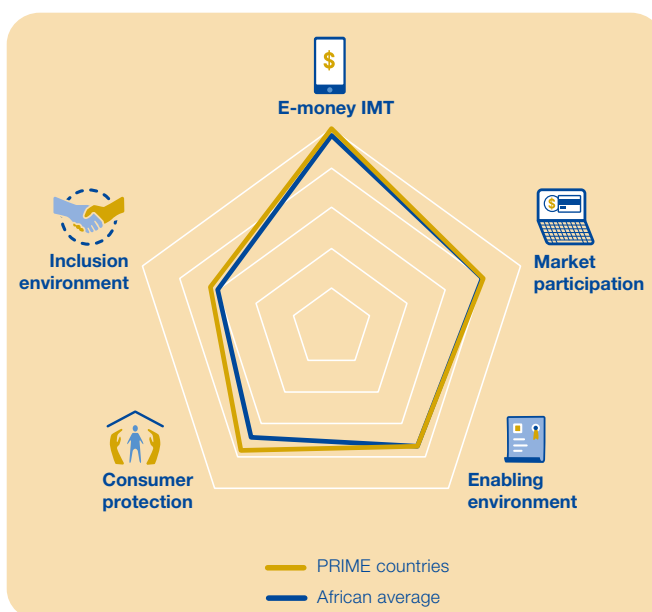 $
E-money IMT
$
Market
participation
Inclusion
environment
Consumer
protection
Enabling
environment
PRIME countries
African average